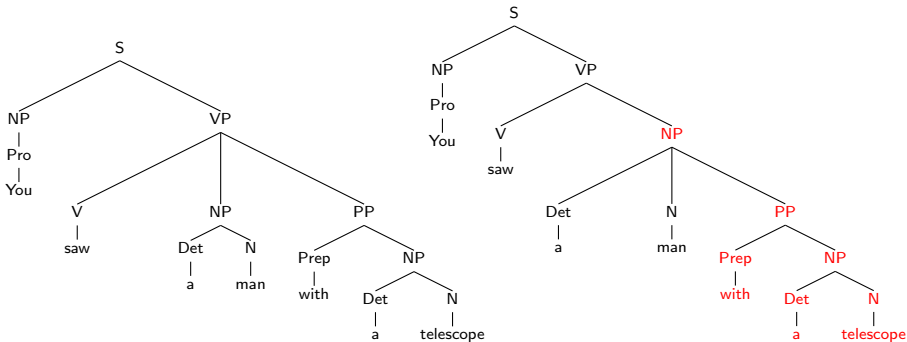 S
NP VP
Pro
You
V NP PP
saw Det N Prep NP
a man with Det N
a telescope
S
NP VP
Pro
You V NP
saw
Det N PP
a man Prep NP
with Det N
a telescope